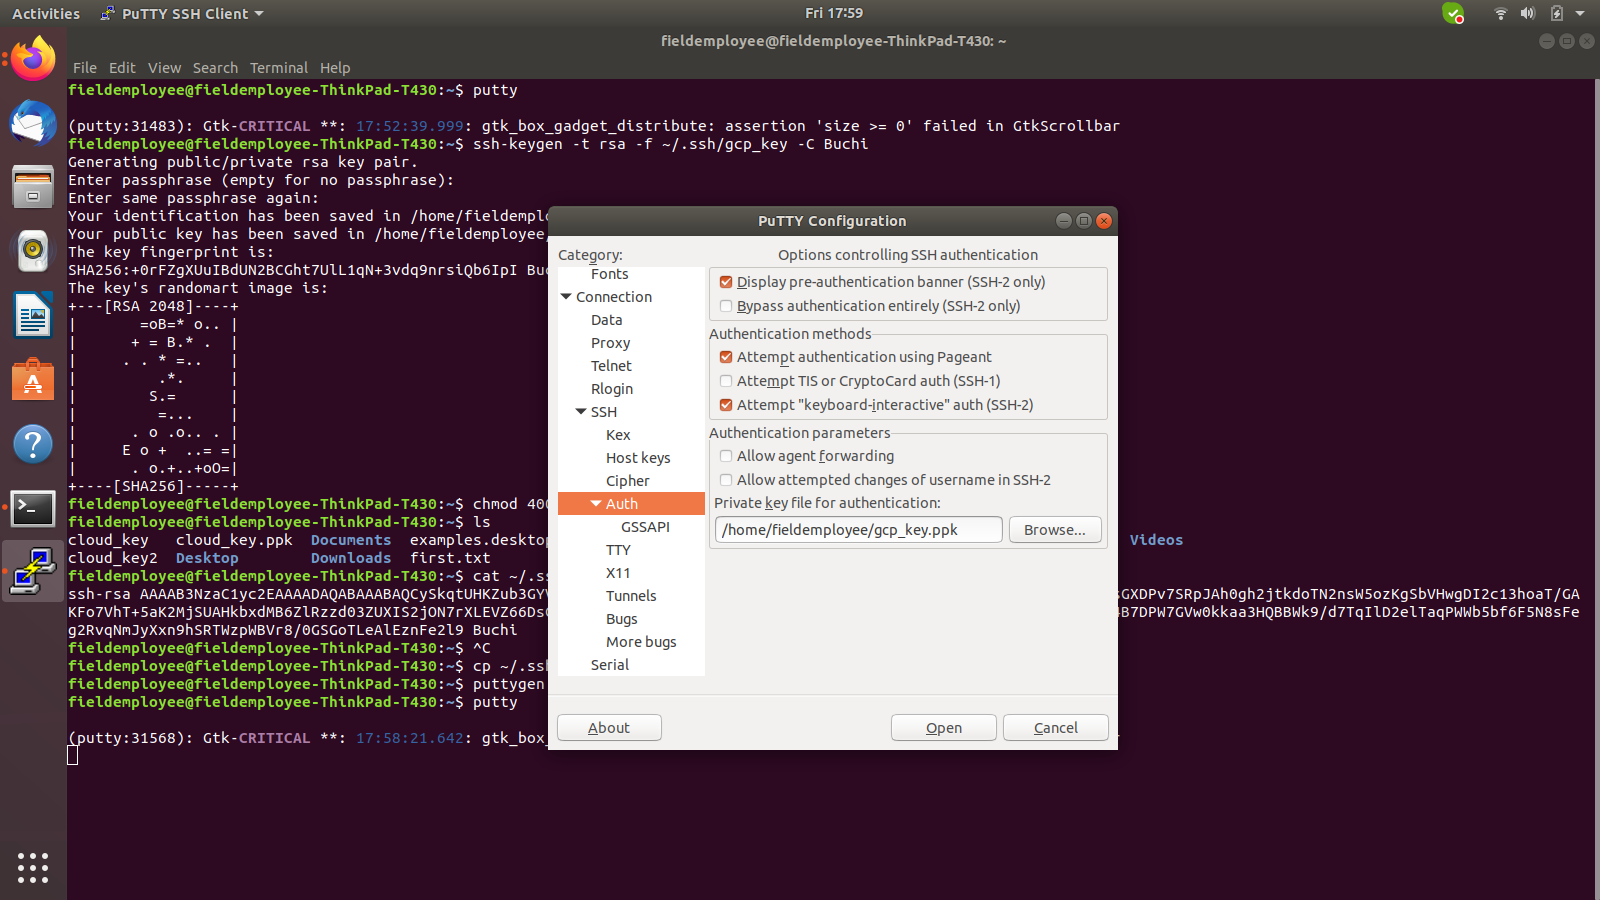 Activities
PuTTY SSH Client
Fri 17:59
fieldemployee@fieldemployee-ThinkPad-T430: ~
File Edit View Search Terminal Help
fieldemployee@fieldemployee-ThinkPad-T430:~$ putty
(putty:31483): Gtk-CRITICAL **: 17:52:39.999: gtk_box_gadget_distribute: assertion 'size >= 0' failed in GtkScrollbar
fieldemployee@fieldemployee-ThinkPad-T430:~$ ssh-keygen -t rsa -f ~/.ssh/gcp_key -C Buchi
Generating public/private rsa key pair.
Enter passphrase (empty for no passphrase):
Enter same passphrase again:
Your identification has been saved in /home/fieldemplo
Your public key has been saved in /home/fieldemployee/
The key fingerprint is:
SHA256:+0rFZgXUuIBdUN2BCGht7UlL1qN+3vdq9nrsiQb6IpI Buc
The key's randomart image is:
+---[RSA 2048]----+
|       =oB=* o.. |
|      + = B.* .  |
|     . . * =..   |
|         .*.     |
|        S.=      |
|         =...    |
|      . o .o.. . |
|     E o +  ..= =|
|      . o.+..+oO=|
+----[SHA256]-----+
fieldemployee@fieldemployee-ThinkPad-T430:~$ chmod 400
fieldemployee@fieldemployee-ThinkPad-T430:~$ ls
cloud_key cloud_key.ppk Documents examples.desktop Videos
cloud_key2 Desktop Downloads first.txt
fieldemployee@fieldemployee-ThinkPad-T430:~$ cat ~/.ss
ssh-rsa AAAAB3NzaC1yc2EAAAADAQABAAABAQCySkqtUHKZub3GYV GXDPv7SRpJAh0gh2jtkdoTN2nsW5ozKgSbVHwgDI2c13hoaT/GA
KFo7VhT+5aK2MjSUAHkbxdMB6ZlRzzd03ZUXIS2jON7rXLEVZ66Ds B7DPW7GVw0kkaa3HQBBWk9/d7TqIlD2elTaqPWWb5bf6F5N8sFe
g2RvqNmJyXxn9hSRTWzpWBVr8/0GSGoTLeAlEznFe2l9 Buchi
fieldemployee@fieldemployee-ThinkPad-T430:~$ ^C
fieldemployee@fieldemployee-ThinkPad-T430:~$ cp ~/.ssh
fieldemployee@fieldemployee-ThinkPad-T430:~$ puttygen
fieldemployee@fieldemployee-ThinkPad-T430:~$ putty
(putty:31568): Gtk-CRITICAL **: 17:58:21.642: gtk_box_
PuTTY Configuration
Category:
Fonts
Connection
Data
Proxy
Telnet
Rlogin
SSH
Kex
Host keys
Cipher
Auth
GSSAPI
TTY
X11
Tunnels
Bugs
More bugs
Serial
Options controlling SSH authentication
Display pre-authentication banner (SSH-2 only)
Bypass authentication entirely (SSH-2 only)
Authentication methods
Attempt authentication using Pageant
Attempt TIS or CryptoCard auth (SSH-1)
Attempt "keyboard-interactive" auth (SSH-2)
Authentication parameters
Allow agent forwarding
Allow attempted changes of username in SSH-2
Private key file for authentication:
/home/fieldemployee/gcp_key.ppk
Browse...
About
Open
Cancel